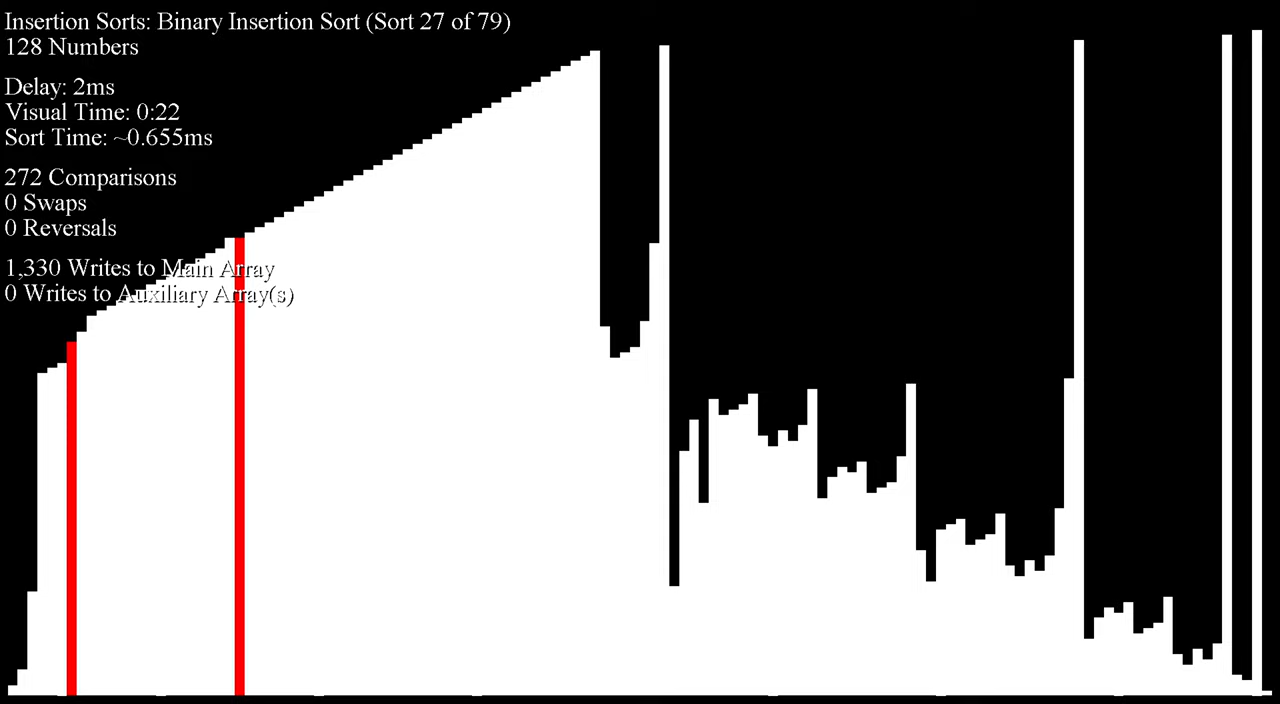 Insertion Sorts: Binary Insertion Sort (Sort 27 of 79)
128 Numbers
Delay: 2ms
Visual Time: 0:22
Sort Time: ~0.655ms
272 Comparisons
0 Swaps
0 Reversals
1,330 Writes to Main Array
0 Writes to Auxiliary Array(s)